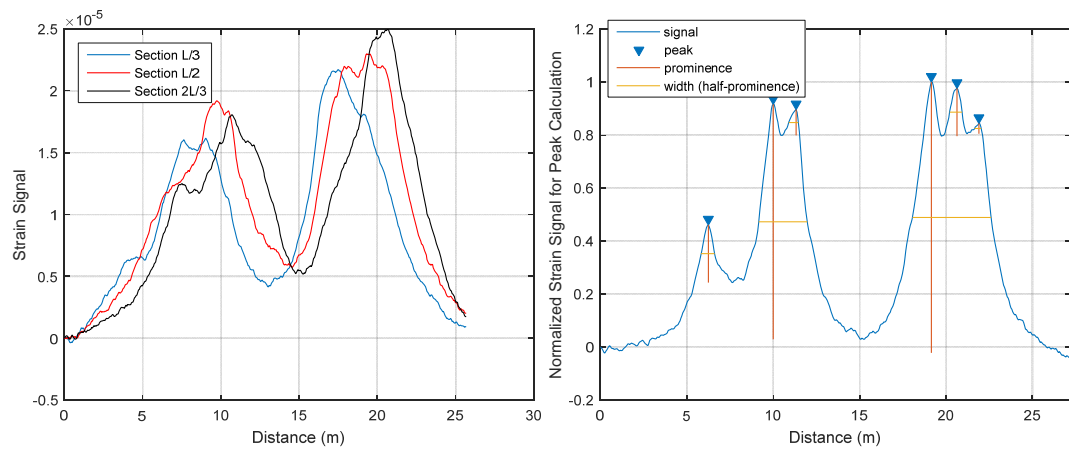 ×10-5
2.5
2
1.5
1
0.5
0
-0.5
Strain Signal
Section L/3
Section L/2
Section 2L/3
0 5 10 15 20 25 30
Distance (m)
1.2
1
0.8
0.6
0.4
0.2
0
-0.2
Normalized Strain Signal for Peak Calculation
signal
peak
prominence
width (half-prominence)
0 5 10 15 20 25
Distance (m)